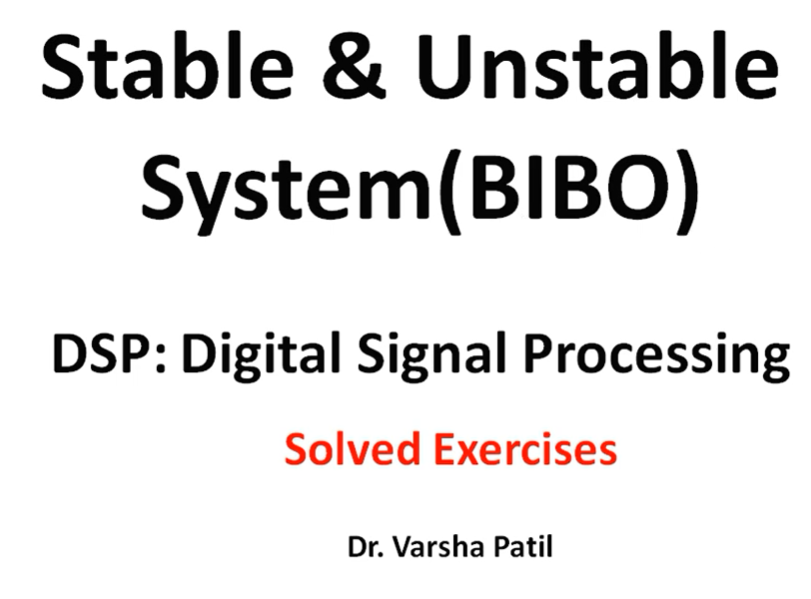 Stable & Unstable
System(BIBO)
DSP: Digital Signal Processing
Solved Exercises
Dr. Varsha Patil